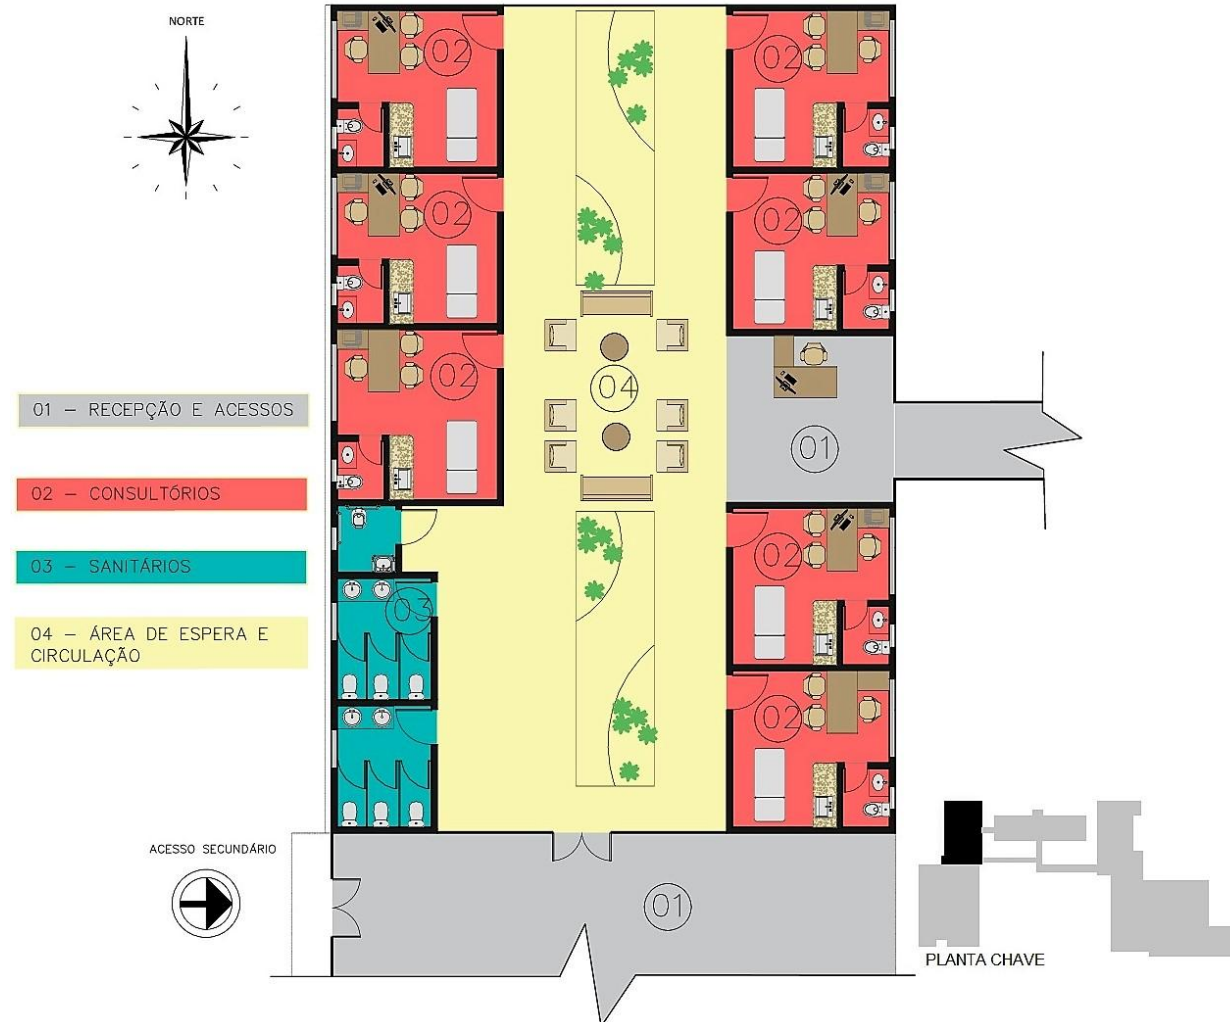 NORTE
02
02
02
02
02
04
01 – RECEPÇÃO E ACESSOS
01
02 – CONSULTÓRIOS
02
03 – SANITÁRIOS
03
04 – ÁREA DE ESPERA E
CIRCULAÇÃO
02
ACESSO SECUNDÁRIO
01
PLANTA CHAVE